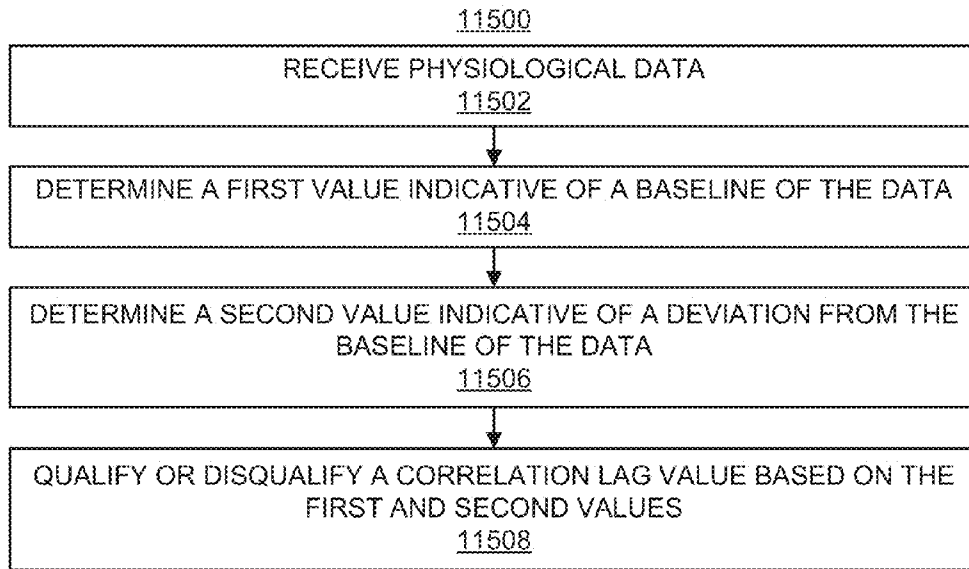 11500
RECEIVE PHYSIOLOGICAL DATA
11502
DETERMINE A FIRST VALUE INDICATIVE OF A BASELINE OF THE DATA
11504
DETERMINE A SECOND VALUE INDICATIVE OF A DEVIATION FROM THE
BASELINE OF THE DATA
11506
QUALIFY OR DISQUALIFY A CORRELATION LAG VALUE BASED ON THE
FIRST AND SECOND VALUES
11508